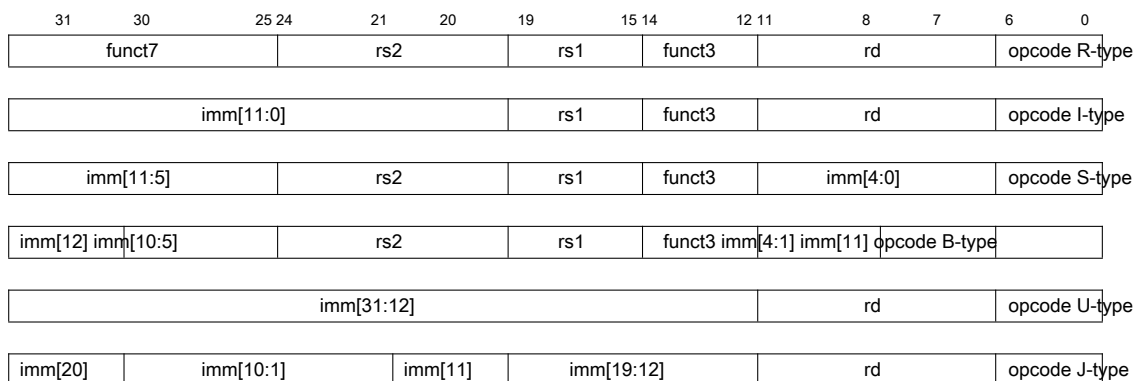 31 30 25 24 21 20 19 15 14 12 11 8 7 6 0
funct7 rs2 rs1 funct3 rd opcode R-type
imm[11:0] rs1 funct3 rd opcode I-type
imm[11:5] rs2 rs1 funct3 imm[4:0] opcode S-type
imm[12] imm[10:5] rs2 rs1 funct3 imm[4:1] imm[11] opcode B-type
imm[31:12] rd opcode U-type
imm[20] imm[10:1] imm[11] imm[19:12] rd opcode J-type